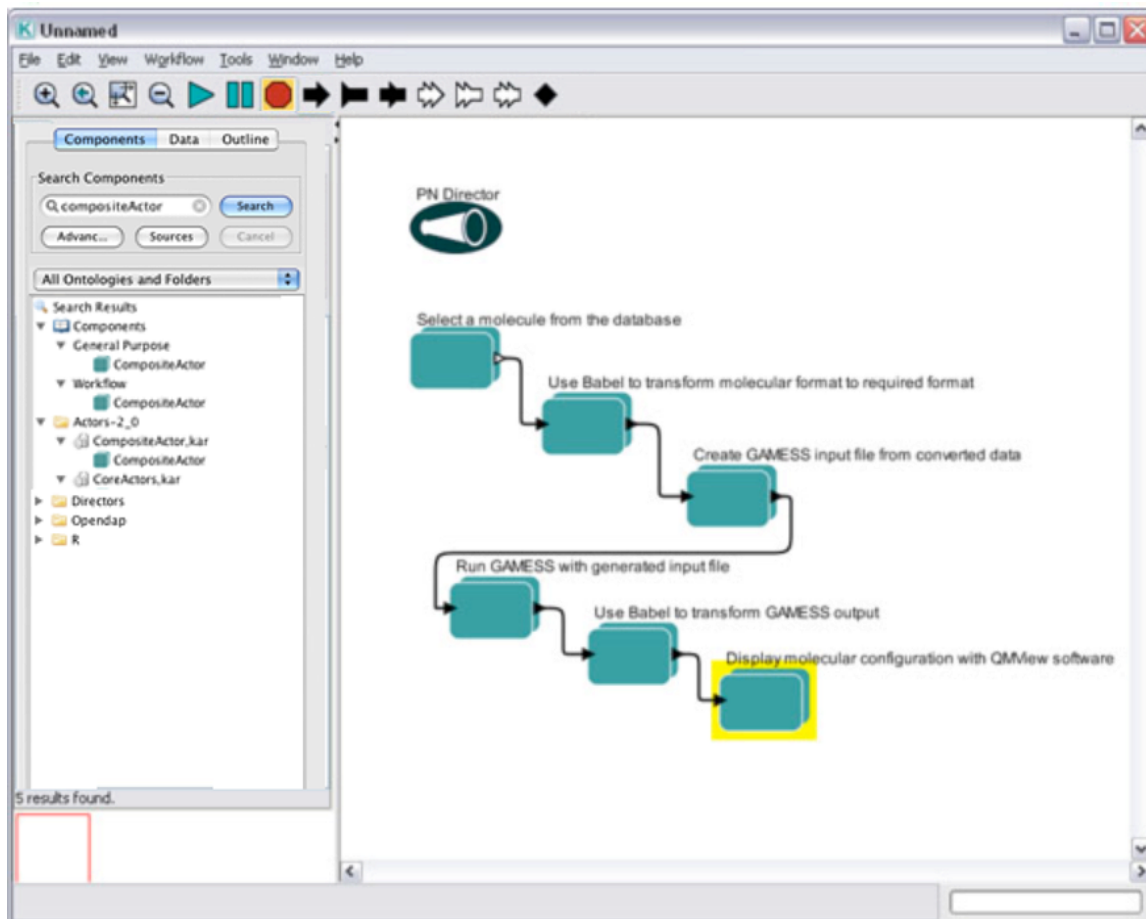 Unnamed
File Edit View Workflow Tools Window Help
Components Data Outline
Search Components
compositeActor Search
Advanc... Sources Cancel
All Ontologies and Folders
Search Results
Components
General Purpose
CompositeActor
Workflow
CompositeActor
Actors-2_0
CompositeActor.kar
CompositeActor
CoreActors.kar
Directors
Opendap
R
5 results found.
PN Director
Select a molecule from the database
Use Babel to transform molecular format to required format
Create GAMESS input file from converted data
Run GAMESS with generated input file
Use Babel to transform GAMESS output
Display molecular configuration with QMView software